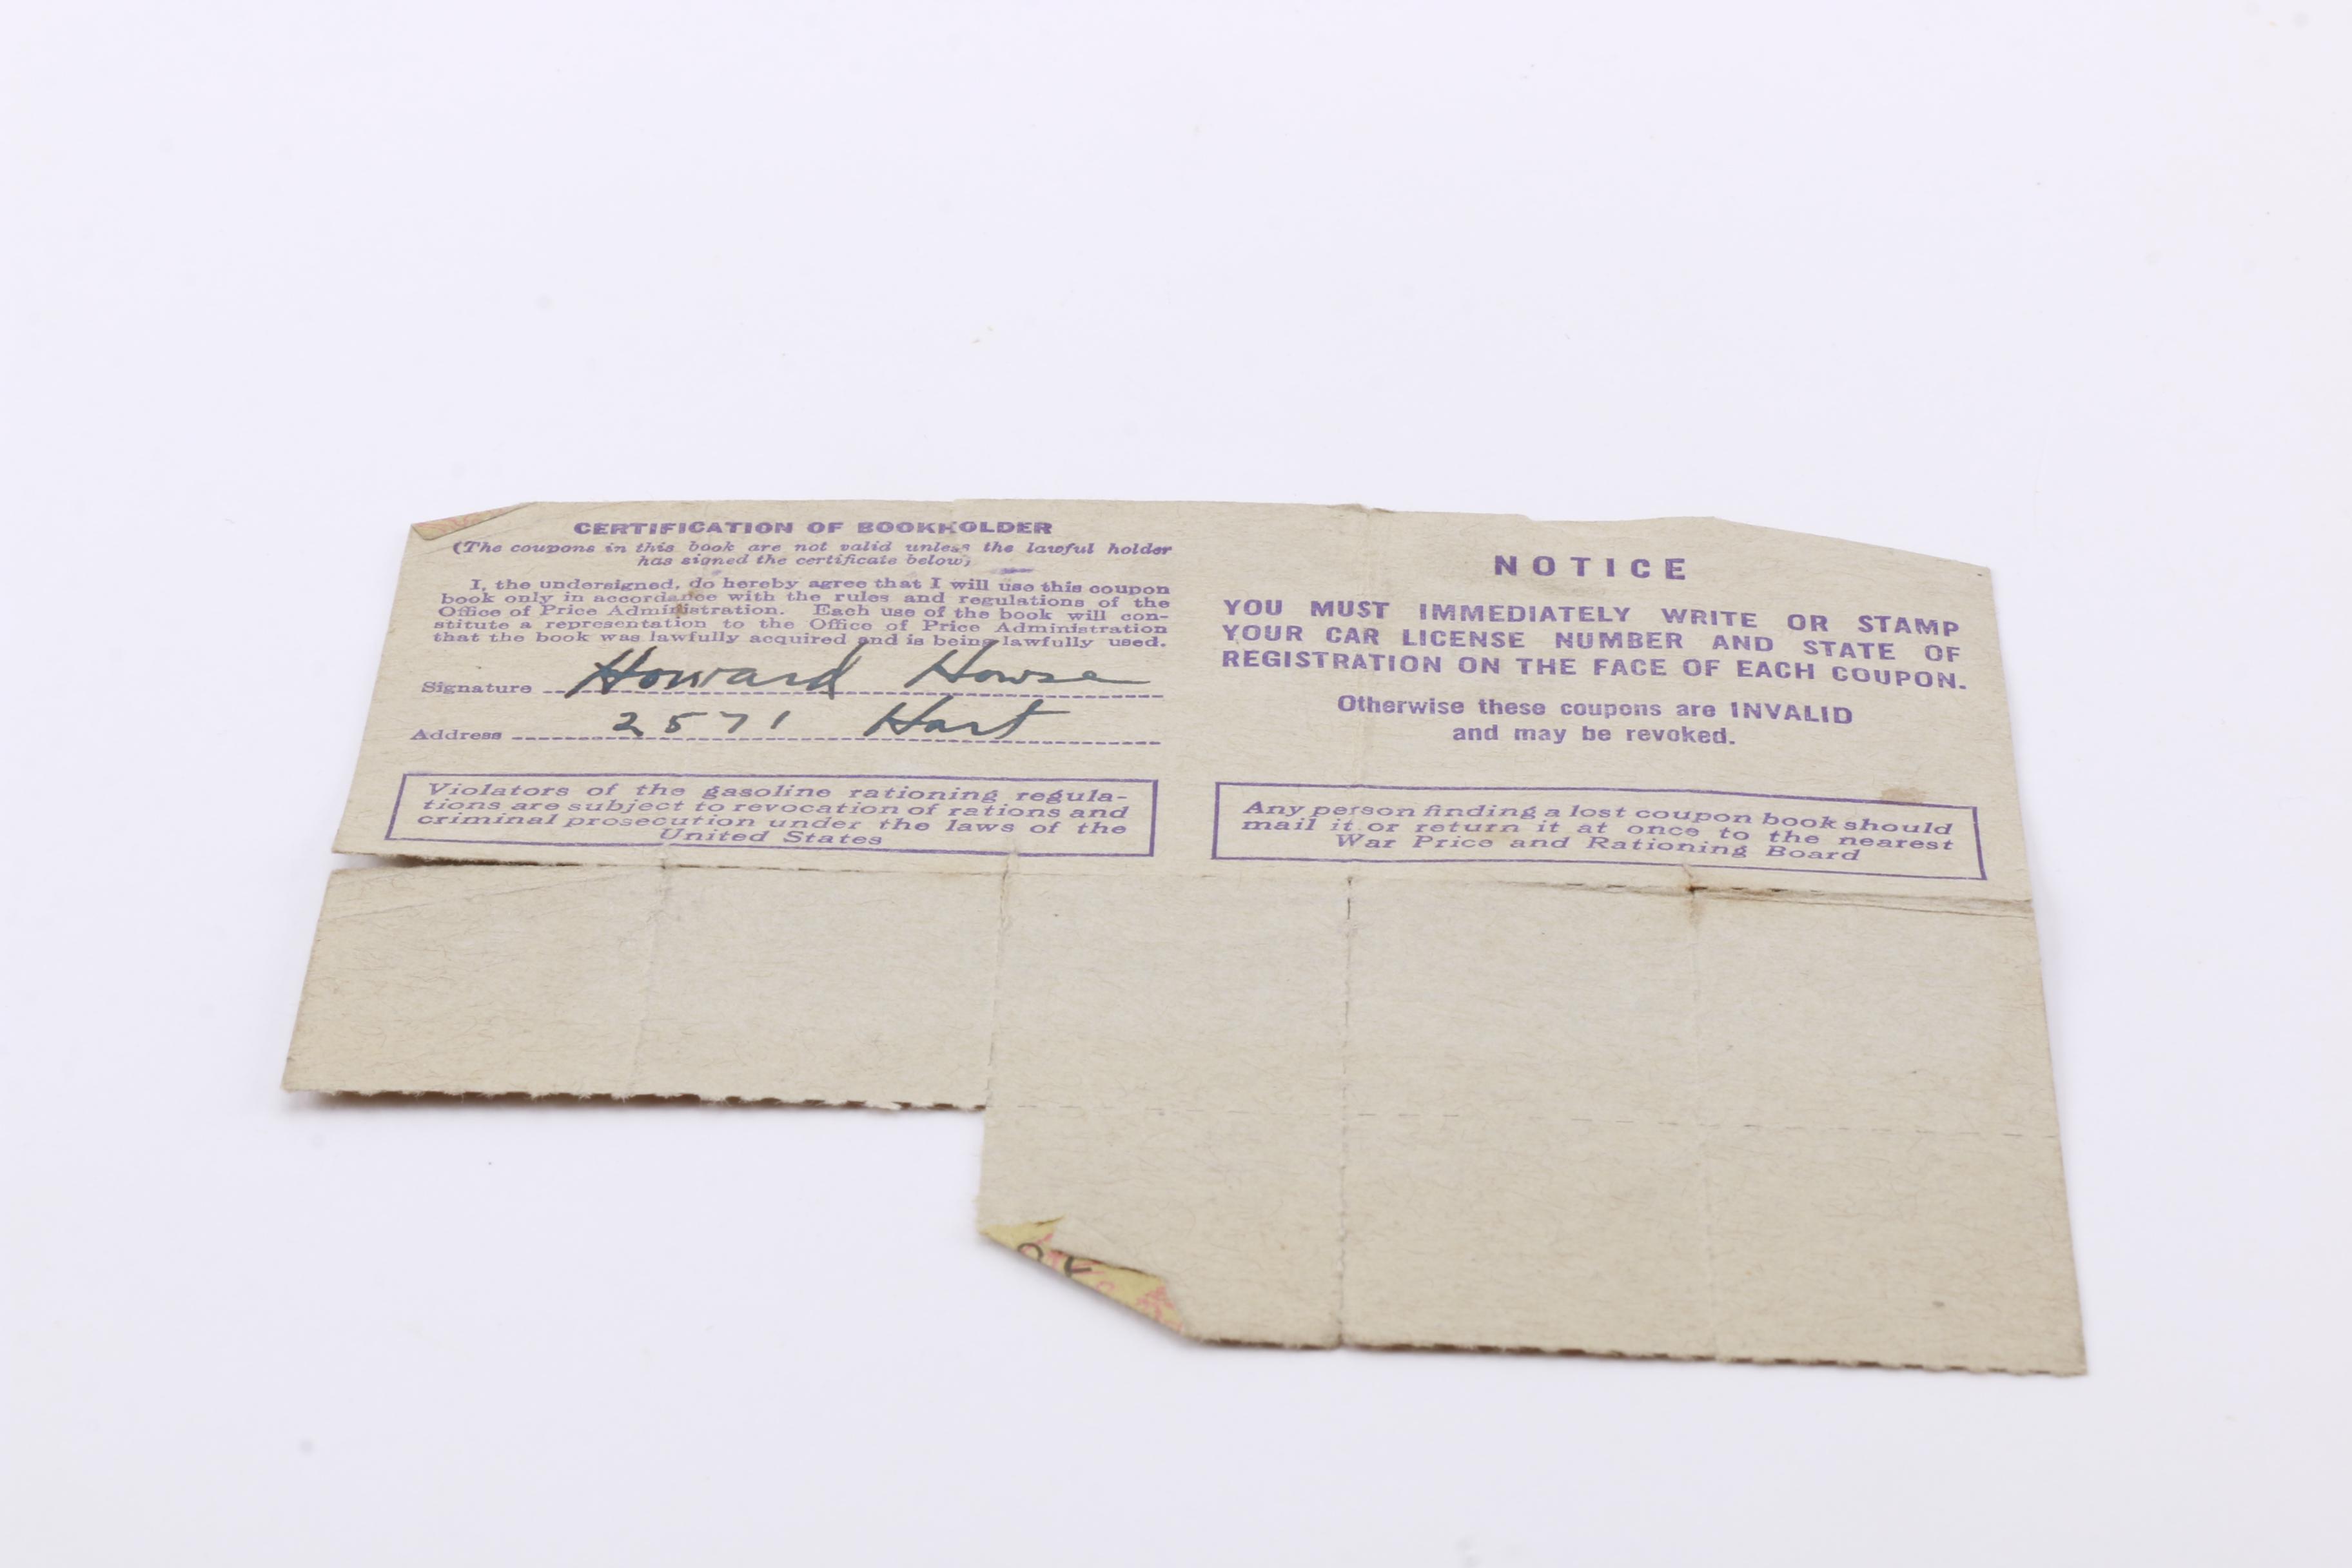 CERTIFICATION OF BOOKHOLDER
(The coupons in this book are not valid unless the lawful holder
has signed the certificate below)
I, the undersigned, do hereby agree that I will use this coupon
book only in accordance with the rules and regulations of the
Office of Price Administration. Each use of the book will con-
stitute a representation to the Office of Price Administration
that the book was lawfully acquired and is being lawfully used.
Signature Howard Howse
Address 2571 Hart
Violators of the gasoline rationing regula-
tions are subject to revocation of rations and
criminal prosecution under the laws of the
United States
NOTICE
YOU MUST IMMEDIATELY WRITE OR STAMP
YOUR CAR LICENSE NUMBER AND STATE OF
REGISTRATION ON THE FACE OF EACH COUPON.
Otherwise these coupons are INVALID
and may be revoked.
Any person finding a lost coupon book should
mail it or return it at once to the nearest
War Price and Rationing Board